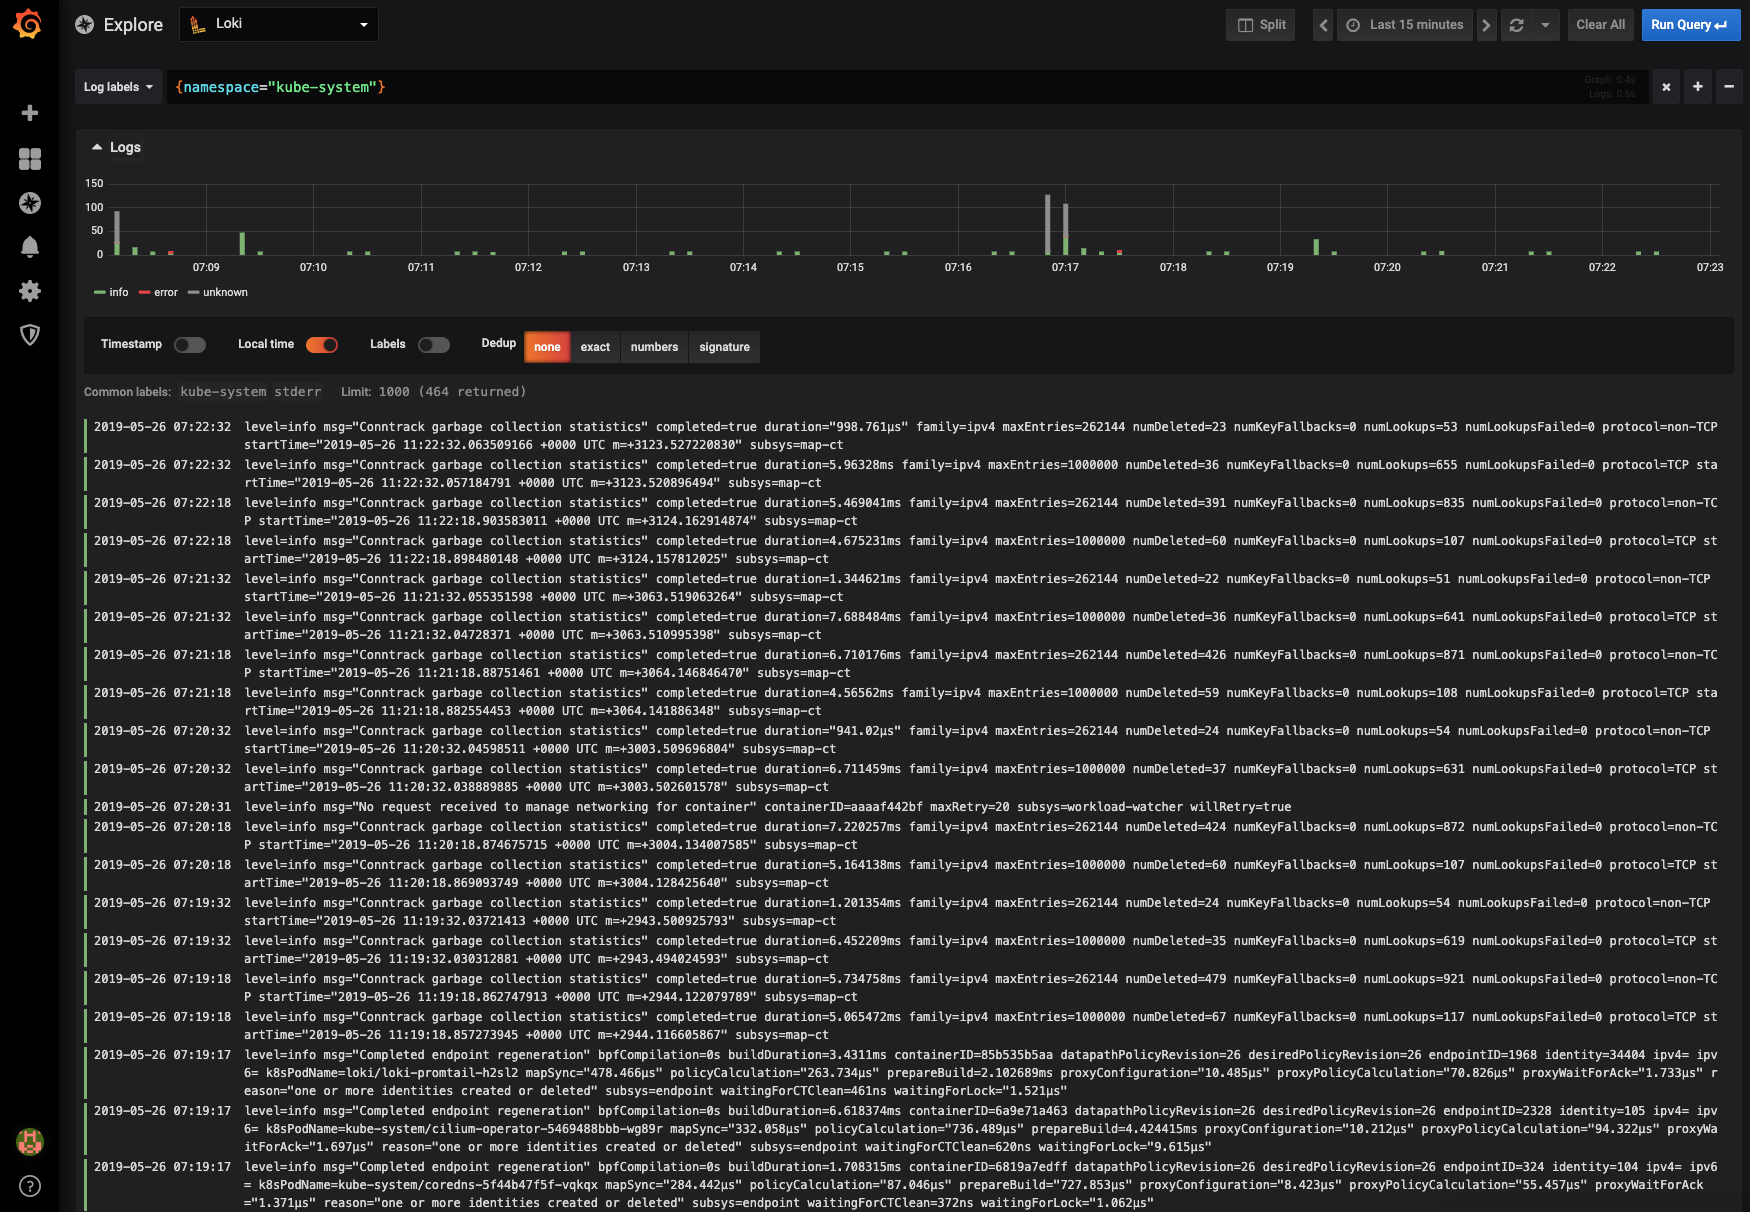 Explore
Loki
Split
Last 15 minutes
Clear All
Run Query
Log labels
{namespace="kube-system"}
Graph: 0.4s
Logs: 0.6s
Logs
150
100
50
0
07:09 07:10 07:11 07:12 07:13 07:14 07:15 07:16 07:17 07:18 07:19 07:20 07:21 07:22 07:23
info error unknown
Timestamp Local time Labels Dedup none exact numbers signature
Common labels: kube-system stderr Limit: 1000 (464 returned)
2019-05-26 07:22:32 level=info msg="Conntrack garbage collection statistics" completed=true duration="998.761µs" family=ipv4 maxEntries=262144 numDeleted=23 numKeyFallbacks=0 numLookups=53 numLookupsFailed=0 protocol=non-TCP
startTime="2019-05-26 11:22:32.063509166 +0000 UTC m=+3123.527220830" subsys=map-ct
2019-05-26 07:22:32 level=info msg="Conntrack garbage collection statistics" completed=true duration=5.96328ms family=ipv4 maxEntries=1000000 numDeleted=36 numKeyFallbacks=0 numLookups=655 numLookupsFailed=0 protocol=TCP sta
rtTime="2019-05-26 11:22:32.057184791 +0000 UTC m=+3123.520896494" subsys=map-ct
2019-05-26 07:22:18 level=info msg="Conntrack garbage collection statistics" completed=true duration=5.469041ms family=ipv4 maxEntries=262144 numDeleted=391 numKeyFallbacks=0 numLookups=835 numLookupsFailed=0 protocol=non-TC
P startTime="2019-05-26 11:22:18.903583011 +0000 UTC m=+3124.162914874" subsys=map-ct
2019-05-26 07:22:18 level=info msg="Conntrack garbage collection statistics" completed=true duration=4.675231ms family=ipv4 maxEntries=1000000 numDeleted=60 numKeyFallbacks=0 numLookups=107 numLookupsFailed=0 protocol=TCP st
artTime="2019-05-26 11:22:18.898480148 +0000 UTC m=+3124.157812025" subsys=map-ct
2019-05-26 07:21:32 level=info msg="Conntrack garbage collection statistics" completed=true duration=1.344621ms family=ipv4 maxEntries=262144 numDeleted=22 numKeyFallbacks=0 numLookups=51 numLookupsFailed=0 protocol=non-TCP
startTime="2019-05-26 11:21:32.055351598 +0000 UTC m=+3063.519063264" subsys=map-ct
2019-05-26 07:21:32 level=info msg="Conntrack garbage collection statistics" completed=true duration=7.688484ms family=ipv4 maxEntries=1000000 numDeleted=36 numKeyFallbacks=0 numLookups=641 numLookupsFailed=0 protocol=TCP st
artTime="2019-05-26 11:21:32.04728371 +0000 UTC m=+3063.510995398" subsys=map-ct
2019-05-26 07:21:18 level=info msg="Conntrack garbage collection statistics" completed=true duration=6.710176ms family=ipv4 maxEntries=262144 numDeleted=426 numKeyFallbacks=0 numLookups=871 numLookupsFailed=0 protocol=non-TC
P startTime="2019-05-26 11:21:18.88751461 +0000 UTC m=+3064.146846470" subsys=map-ct
2019-05-26 07:21:18 level=info msg="Conntrack garbage collection statistics" completed=true duration=4.56562ms family=ipv4 maxEntries=1000000 numDeleted=59 numKeyFallbacks=0 numLookups=108 numLookupsFailed=0 protocol=TCP sta
rtTime="2019-05-26 11:21:18.882554453 +0000 UTC m=+3064.141886348" subsys=map-ct
2019-05-26 07:20:32 level=info msg="Conntrack garbage collection statistics" completed=true duration="941.02µs" family=ipv4 maxEntries=262144 numDeleted=24 numKeyFallbacks=0 numLookups=54 numLookupsFailed=0 protocol=non-TCP
startTime="2019-05-26 11:20:32.04598511 +0000 UTC m=+3003.509696804" subsys=map-ct
2019-05-26 07:20:32 level=info msg="Conntrack garbage collection statistics" completed=true duration=6.711459ms family=ipv4 maxEntries=1000000 numDeleted=37 numKeyFallbacks=0 numLookups=631 numLookupsFailed=0 protocol=TCP st
artTime="2019-05-26 11:20:32.038889885 +0000 UTC m=+3003.502601578" subsys=map-ct
2019-05-26 07:20:31 level=info msg="No request received to manage networking for container" containerID=aaaaf442bf maxRetry=20 subsys=workload-watcher willRetry=true
2019-05-26 07:20:18 level=info msg="Conntrack garbage collection statistics" completed=true duration=7.220257ms family=ipv4 maxEntries=262144 numDeleted=424 numKeyFallbacks=0 numLookups=872 numLookupsFailed=0 protocol=non-TC
P startTime="2019-05-26 11:20:18.874675715 +0000 UTC m=+3004.134007585" subsys=map-ct
2019-05-26 07:20:18 level=info msg="Conntrack garbage collection statistics" completed=true duration=5.164138ms family=ipv4 maxEntries=1000000 numDeleted=60 numKeyFallbacks=0 numLookups=107 numLookupsFailed=0 protocol=TCP st
artTime="2019-05-26 11:20:18.869093749 +0000 UTC m=+3004.128425640" subsys=map-ct
2019-05-26 07:19:32 level=info msg="Conntrack garbage collection statistics" completed=true duration=1.201354ms family=ipv4 maxEntries=262144 numDeleted=24 numKeyFallbacks=0 numLookups=54 numLookupsFailed=0 protocol=non-TCP
startTime="2019-05-26 11:19:32.03721413 +0000 UTC m=+2943.500925793" subsys=map-ct
2019-05-26 07:19:32 level=info msg="Conntrack garbage collection statistics" completed=true duration=6.452209ms family=ipv4 maxEntries=1000000 numDeleted=35 numKeyFallbacks=0 numLookups=619 numLookupsFailed=0 protocol=TCP st
artTime="2019-05-26 11:19:32.030312881 +0000 UTC m=+2943.494024593" subsys=map-ct
2019-05-26 07:19:18 level=info msg="Conntrack garbage collection statistics" completed=true duration=5.734758ms family=ipv4 maxEntries=262144 numDeleted=479 numKeyFallbacks=0 numLookups=921 numLookupsFailed=0 protocol=non-TC
P startTime="2019-05-26 11:19:18.862747913 +0000 UTC m=+2944.122079789" subsys=map-ct
2019-05-26 07:19:18 level=info msg="Conntrack garbage collection statistics" completed=true duration=5.065472ms family=ipv4 maxEntries=1000000 numDeleted=67 numKeyFallbacks=0 numLookups=117 numLookupsFailed=0 protocol=TCP st
artTime="2019-05-26 11:19:18.857273945 +0000 UTC m=+2944.116605867" subsys=map-ct
2019-05-26 07:19:17 level=info msg="Completed endpoint regeneration" bpfCompilation=0s buildDuration=3.4311ms containerID=85b535b5aa datapathPolicyRevision=26 desiredPolicyRevision=26 endpointID=1968 identity=34404 ipv4= ipv
6= k8sPodName=loki/loki-promtail-h2sl2 mapSync="478.466µs" policyCalculation="263.734µs" prepareBuild=2.102689ms proxyConfiguration="10.485µs" proxyPolicyCalculation="70.826µs" proxyWaitForAck="1.733µs" r
eason="one or more identities created or deleted" subsys=endpoint waitingForCTClean=461ns waitingForLock="1.521µs"
2019-05-26 07:19:17 level=info msg="Completed endpoint regeneration" bpfCompilation=0s buildDuration=6.618374ms containerID=6a9e71a463 datapathPolicyRevision=26 desiredPolicyRevision=26 endpointID=2328 identity=105 ipv4= ipv
6= k8sPodName=kube-system/cilium-operator-5469488bbb-wg89r mapSync="332.058µs" policyCalculation="736.489µs" prepareBuild=4.424415ms proxyConfiguration="10.212µs" proxyPolicyCalculation="94.322µs" proxyWa
itForAck="1.697µs" reason="one or more identities created or deleted" subsys=endpoint waitingForCTClean=620ns waitingForLock="9.615µs"
2019-05-26 07:19:17 level=info msg="Completed endpoint regeneration" bpfCompilation=0s buildDuration=1.708315ms containerID=6819a7edff datapathPolicyRevision=26 desiredPolicyRevision=26 endpointID=324 identity=104 ipv4= ipv6
= k8sPodName=kube-system/coredns-5f44b47f5f-vqkqx mapSync="284.442µs" policyCalculation="87.046µs" prepareBuild="727.853µs" proxyConfiguration="8.423µs" proxyPolicyCalculation="55.457µs" proxyWaitForAck
="1.371µs" reason="one or more identities created or deleted" subsys=endpoint waitingForCTClean=372ns waitingForLock="1.062µs"